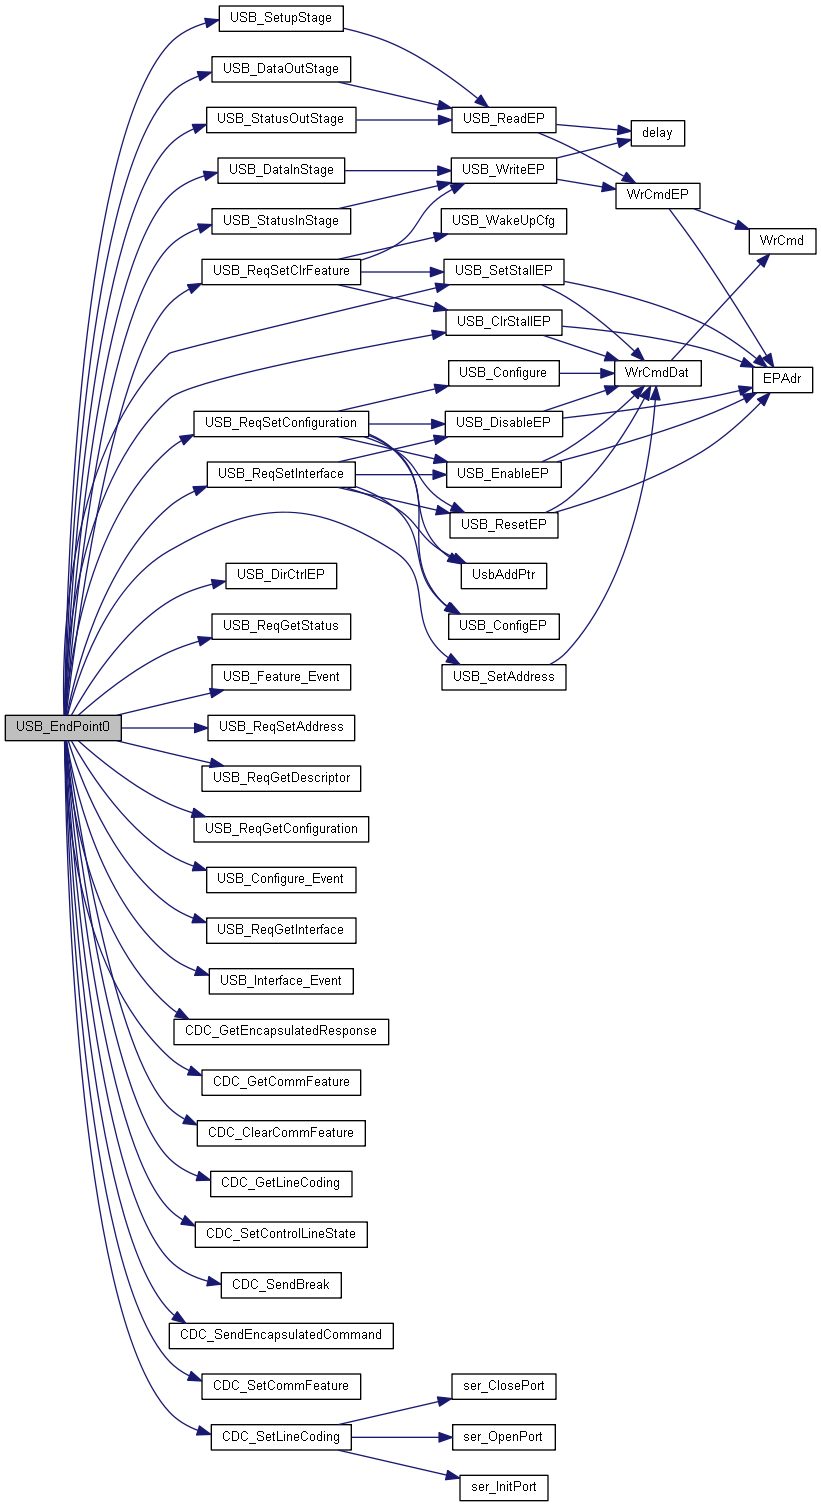 USB_SetupStage
USB_DataOutStage
USB_StatusOutStage
USB_ReadEP
delay
USB_DataInStage
USB_WriteEP
WrCmdEP
USB_StatusInStage
USB_WakeUpCfg
WrCmd
USB_ReqSetClrFeature
USB_SetStallEP
USB_ClrStallEP
USB_Configure
WrCmdDat
EPAdr
USB_ReqSetConfiguration
USB_DisableEP
USB_ReqSetInterface
USB_EnableEP
USB_ResetEP
USB_DirCtrlEP
UsbAddPtr
USB_ReqGetStatus
USB_ConfigEP
USB_Feature_Event
USB_SetAddress
USB_EndPoint0
USB_ReqSetAddress
USB_ReqGetDescriptor
USB_ReqGetConfiguration
USB_Configure_Event
USB_ReqGetInterface
USB_Interface_Event
CDC_GetEncapsulatedResponse
CDC_GetCommFeature
CDC_ClearCommFeature
CDC_GetLineCoding
CDC_SetControlLineState
CDC_SendBreak
CDC_SendEncapsulatedCommand
CDC_SetCommFeature
ser_ClosePort
CDC_SetLineCoding
ser_OpenPort
ser_InitPort